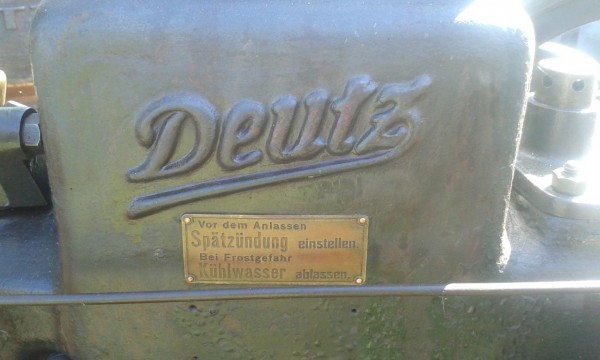 Deutz
Vor dem Anlassen
Spätzündung einstellen.
Bei Frostgefahr
Kühlwasser ablassen.